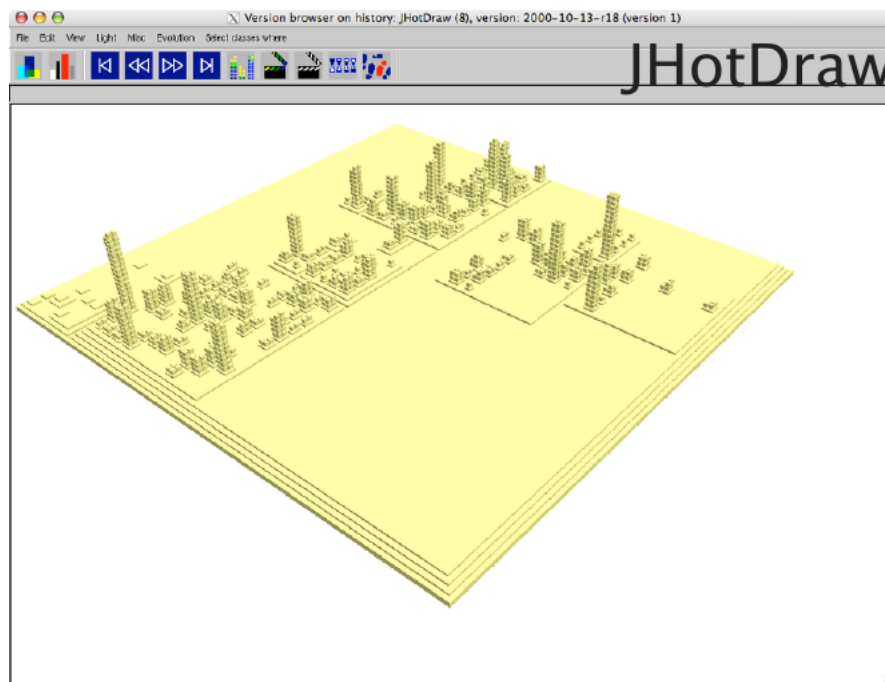 Version browser on history: JHotDraw (8), version: 2000-10-13-r18 (version 1)
File Edit View Light Misc Evolution Select classes where
JHotDraw